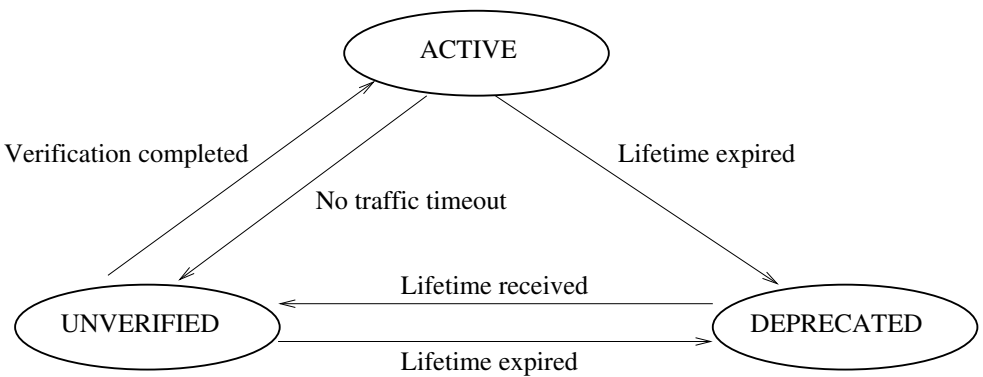 ACTIVE
Verification completed
Lifetime expired
No traffic timeout
Lifetime received
UNVERIFIED
DEPRECATED
Lifetime expired